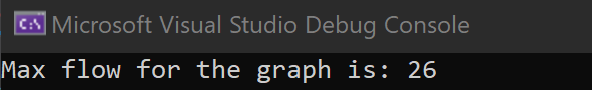 C:\
Microsoft Visual Studio Debug Console
Max flow for the graph is: 26